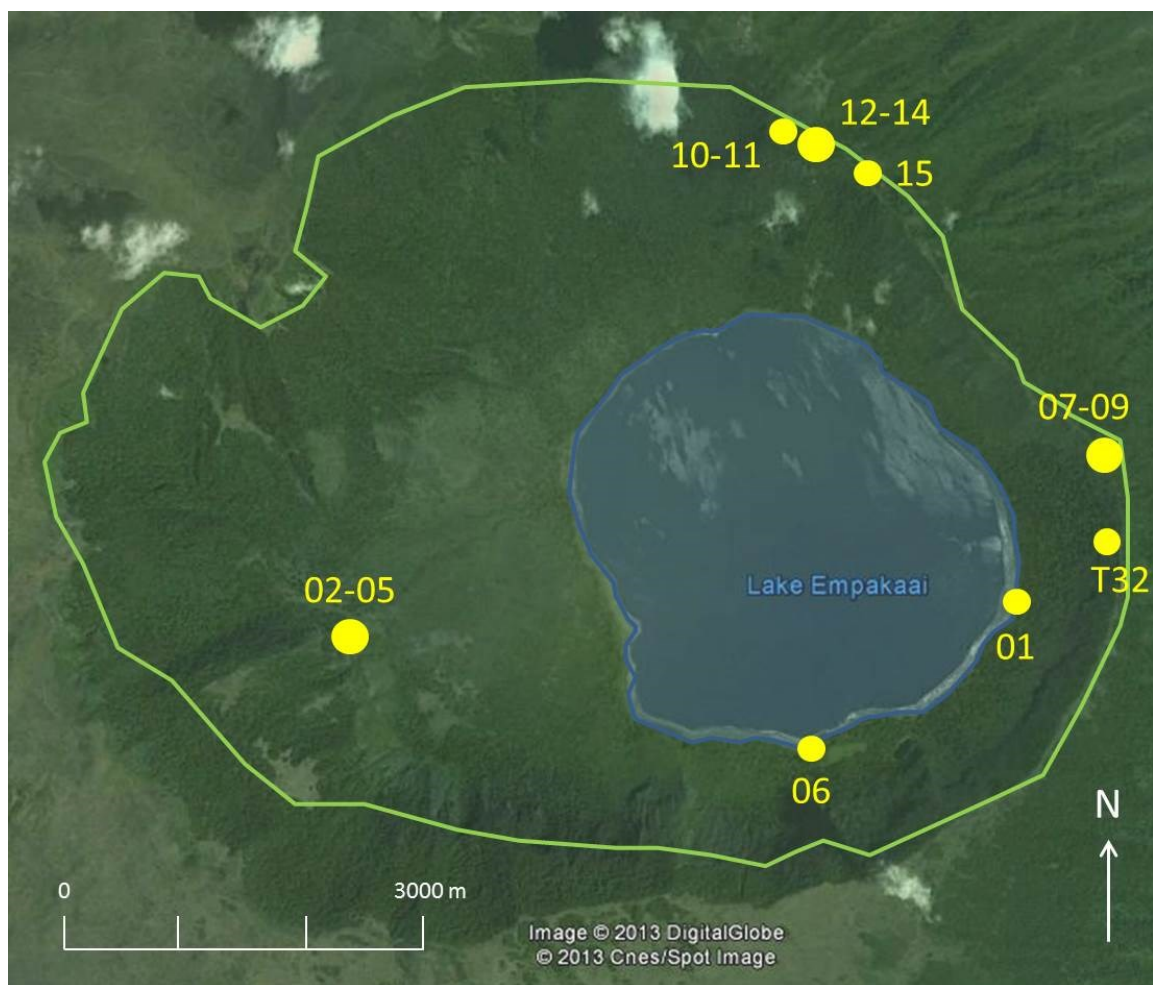 12-14
10-11
15
07-09
02-05
Lake Empakaai
T32
01
06
N
0
3000 m
Image © 2013 DigitalGlobe
© 2013 Cnes/Spot Image